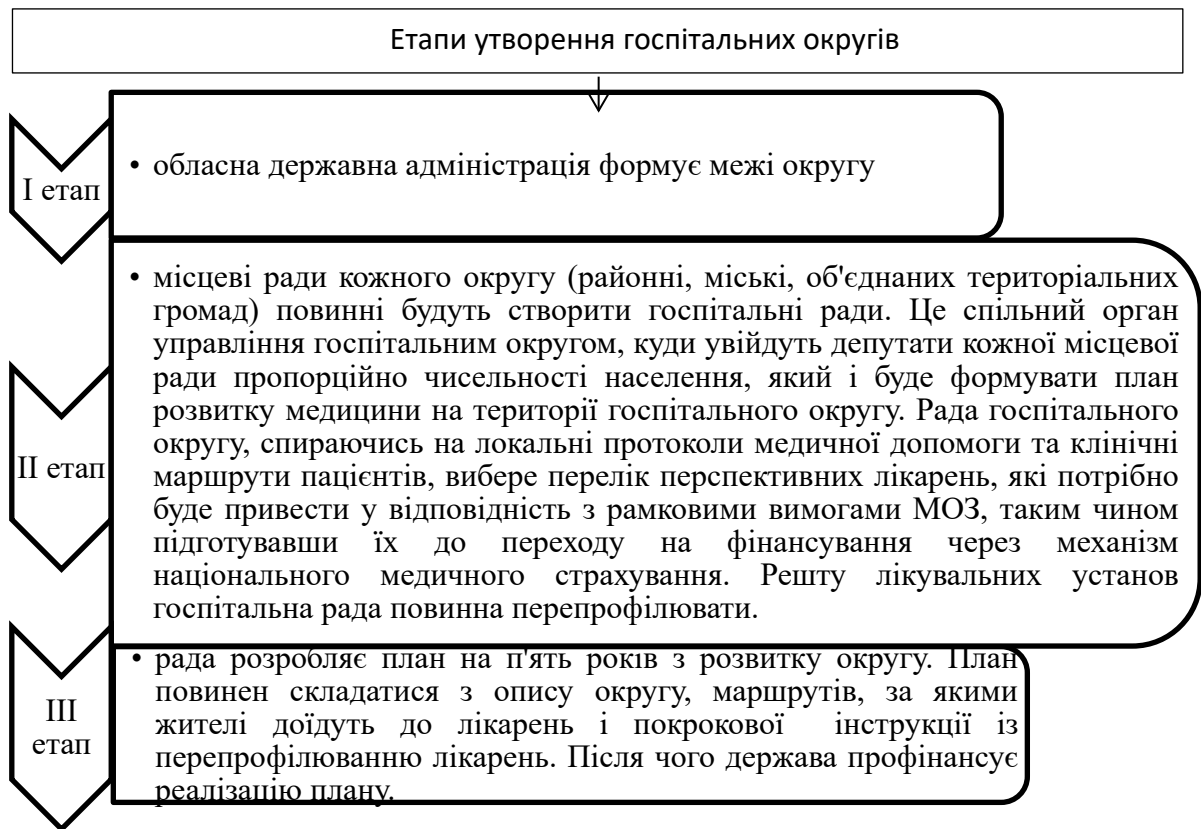 Етапи утворення госпітальних округів
І етап
• обласна державна адміністрація формує межі округу
ІІ етап
• місцеві ради кожного округу (районні, міські, об'єднаних територіальних
громад) повинні будуть створити госпітальні ради. Це спільний орган
управління госпітальним округом, куди увійдуть депутати кожної місцевої
ради пропорційно чисельності населення, який і буде формувати план
розвитку медицини на території госпітального округу. Рада госпітального
округу, спираючись на локальні протоколи медичної допомоги та клінічні
маршрути пацієнтів, вибере перелік перспективних лікарень, які потрібно
буде привести у відповідність з рамковими вимогами МОЗ, таким чином
підготувавши їх до переходу на фінансування через механізм
національного медичного страхування. Решту лікувальних установ
госпітальна рада повинна перепрофілювати.
ІІІ
етап
• рада розробляє план на п'ять років з розвитку округу. План
повинен складатися з опису округу, маршрутів, за якими
жителі доїдуть до лікарень і покрокової інструкції із
перепрофілюванню лікарень. Після чого держава профінансує
реалізацію плану.